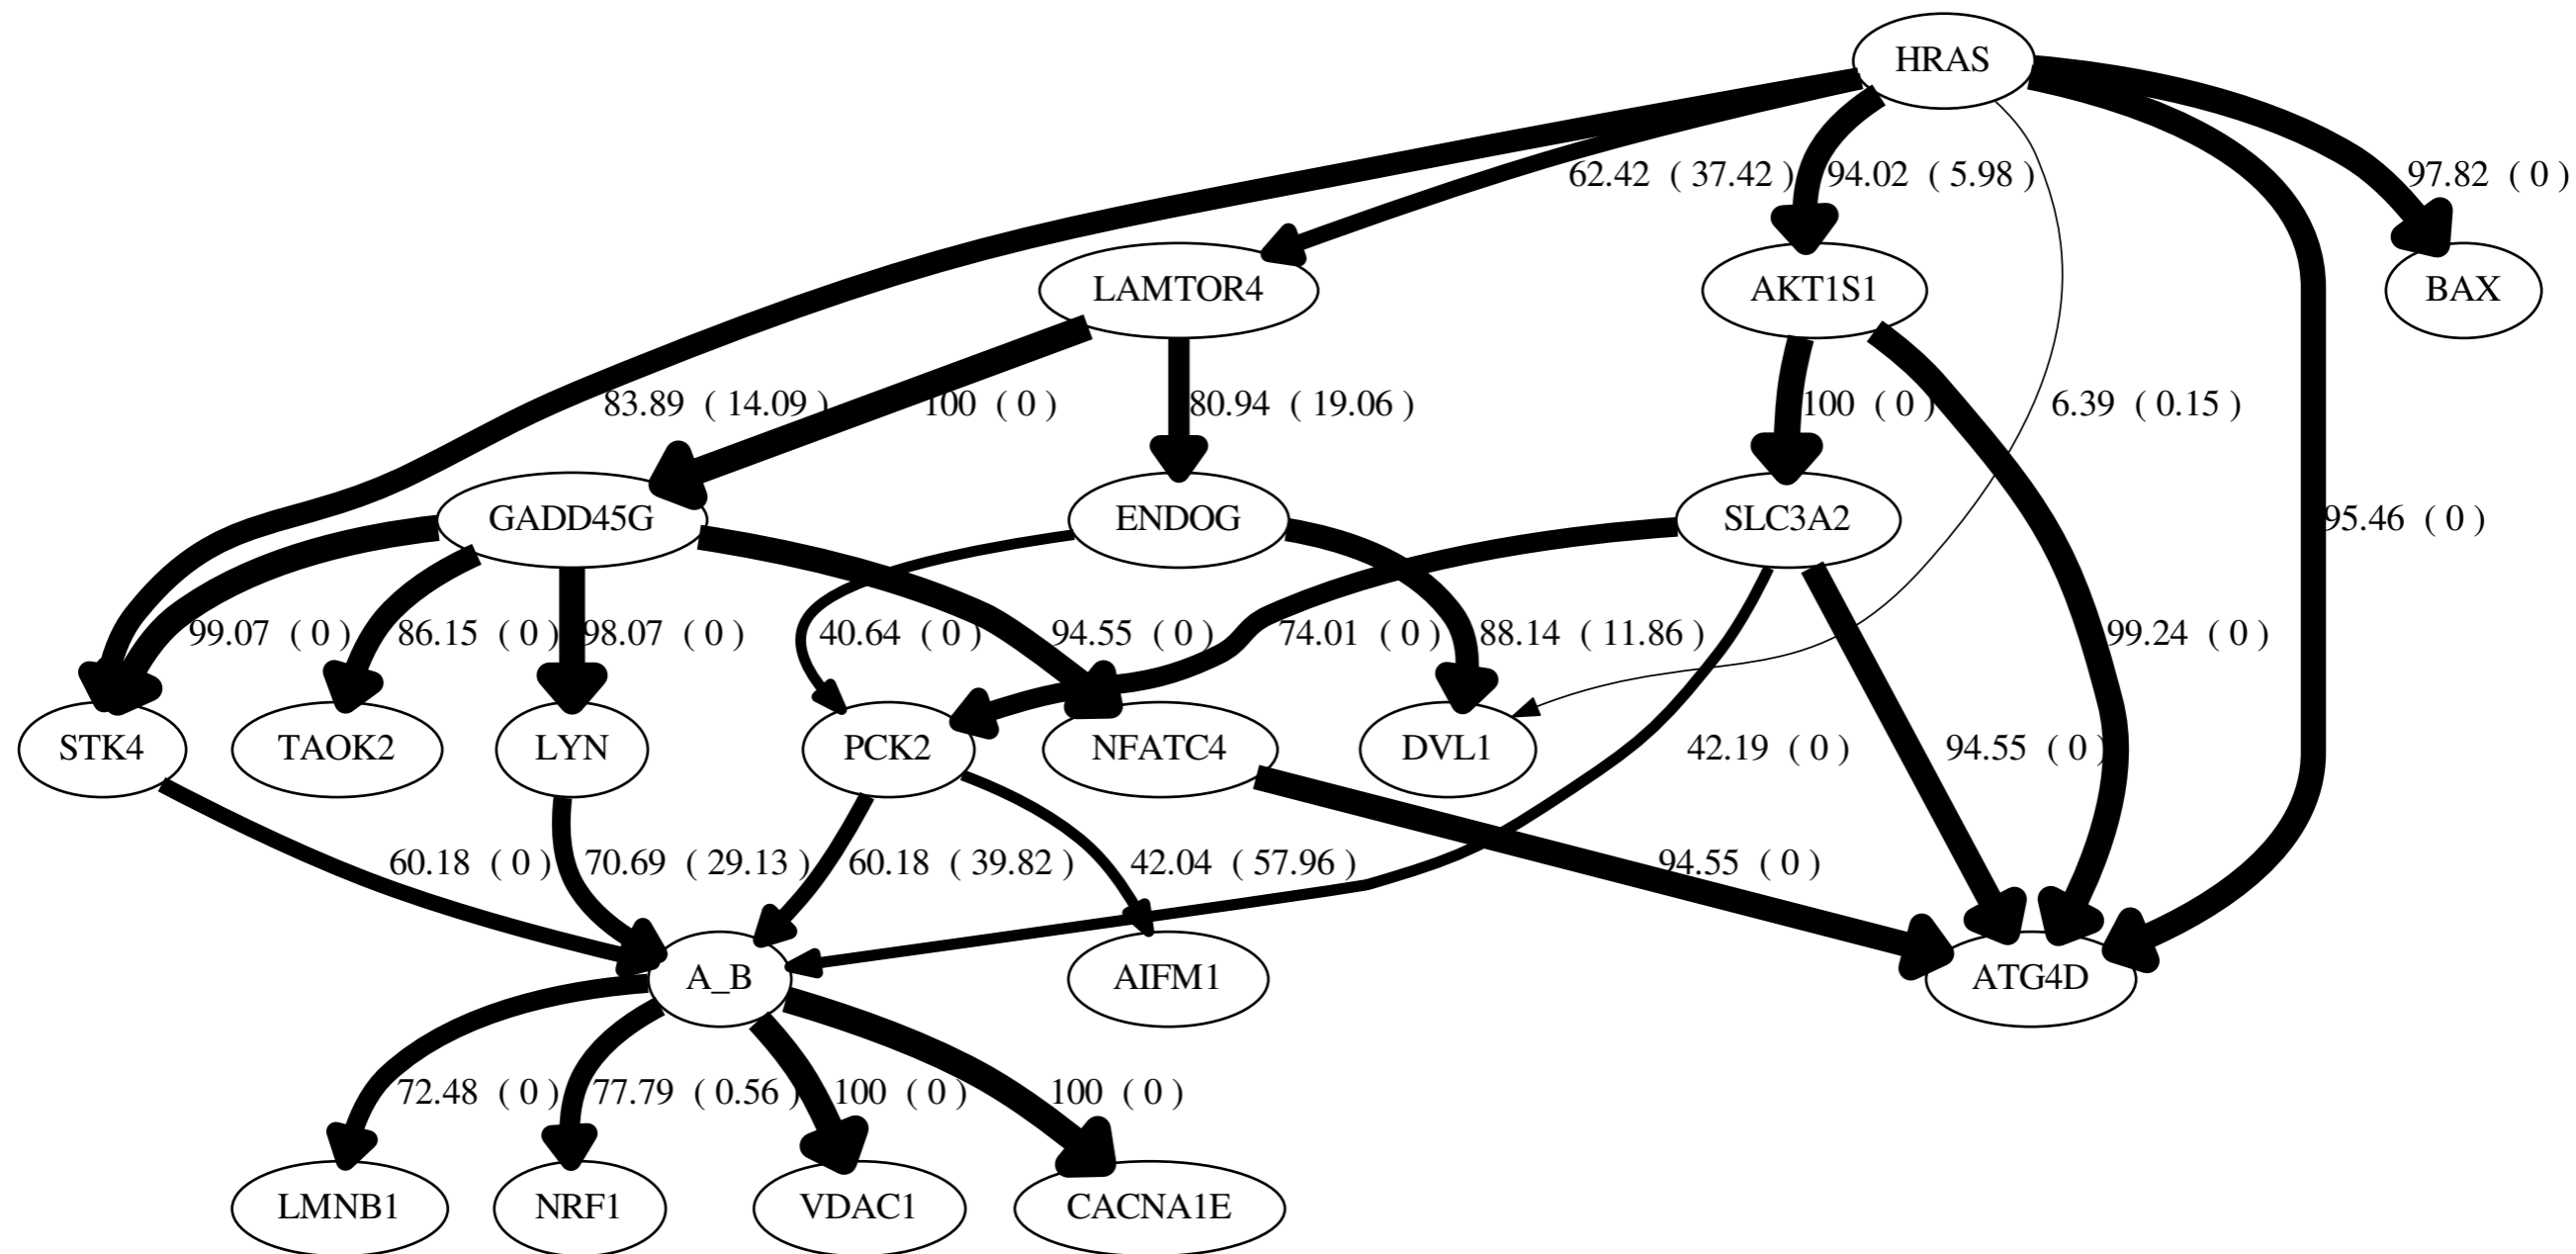 HRAS
62.42 ( 37.42 )
94.02 ( 5.98 )
97.82 ( 0 )
LAMTOR4
AKT1S1
BAX
83.89 ( 14.09 )
100 ( 0 )
80.94 ( 19.06 )
100 ( 0 )
6.39 ( 0.15 )
GADD45G
ENDOG
SLC3A2
95.46 ( 0 )
99.07 ( 0 )
86.15 ( 0 )
98.07 ( 0 )
40.64 ( 0 )
94.55 ( 0 )
74.01 ( 0 )
88.14 ( 11.86 )
99.24 ( 0 )
STK4
TAOK2
LYN
PCK2
NFATC4
DVL1
42.19 ( 0 )
94.55 ( 0 )
60.18 ( 0 )
70.69 ( 29.13 )
60.18 ( 39.82 )
42.04 ( 57.96 )
94.55 ( 0 )
A_B
AIFM1
ATG4D
72.48 ( 0 )
77.79 ( 0.56 )
100 ( 0 )
100 ( 0 )
LMNB1
NRF1
VDAC1
CACNA1E